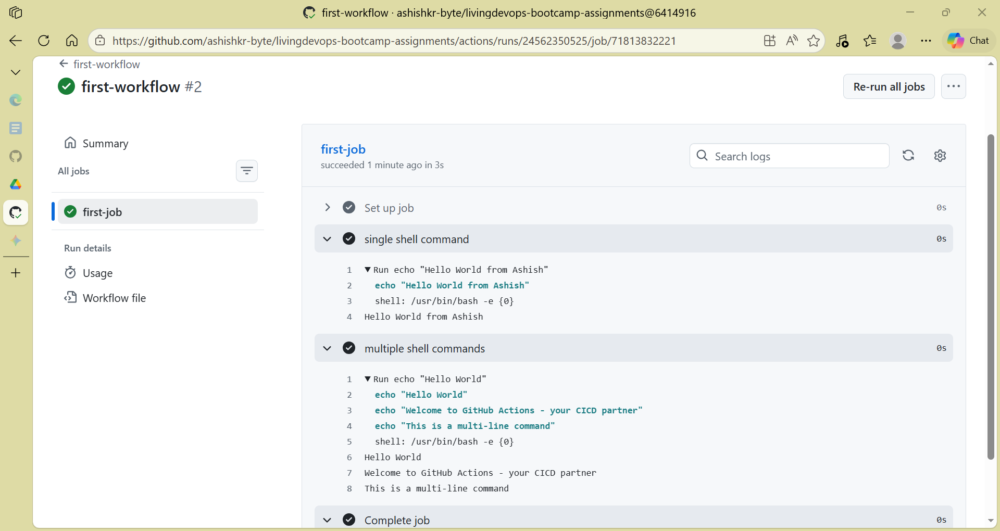 first-workflow · ashishkr-byte/livingdevops-bootcamp-assignments@6414916
https://github.com/ashishkr-byte/livingdevops-bootcamp-assignments/actions/runs/24562350525/job/71813832221
Chat
first-workflow
first-workflow #2
Re-run all jobs
Summary
All jobs
first-job
Run details
Usage
Workflow file
first-job
succeeded 1 minute ago in 3s
Search logs
Set up job 0s
single shell command 0s
1 Run echo "Hello World from Ashish"
2 echo "Hello World from Ashish"
3 shell: /usr/bin/bash -e {0}
4 Hello World from Ashish
multiple shell commands 0s
1 Run echo "Hello World"
2 echo "Hello World"
3 echo "Welcome to GitHub Actions - your CICD partner"
4 echo "This is a multi-line command"
5 shell: /usr/bin/bash -e {0}
6 Hello World
7 Welcome to GitHub Actions - your CICD partner
8 This is a multi-line command
Complete job 0s